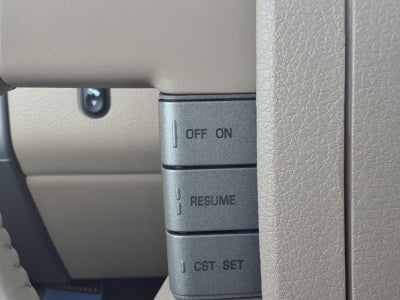 OFF ON
RESUME
CST SET